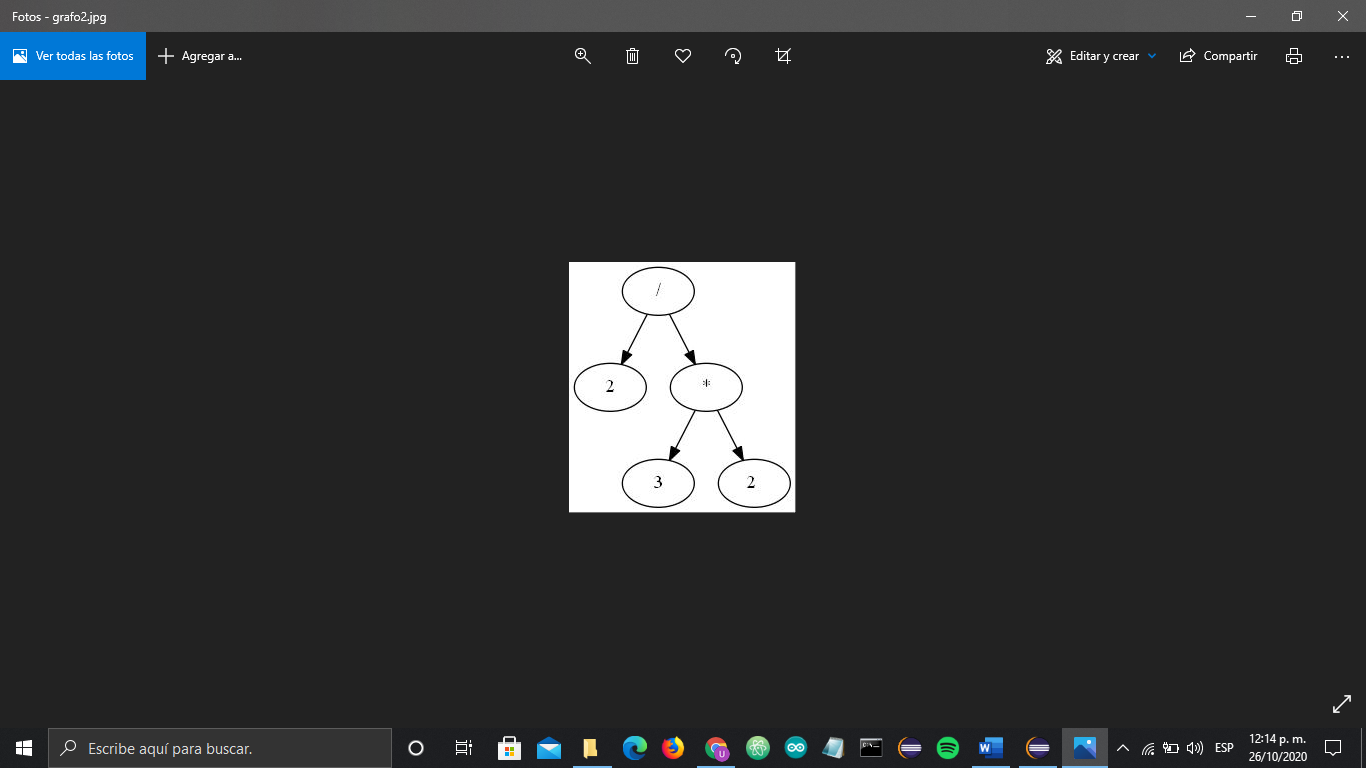 Fotos - grafo2.jpg
Ver todas las fotos
Agregar a...
Editar y crear
Compartir
/
2
*
3
2
Escribe aquí para buscar.
ESP
12:14 p. m.
26/10/2020